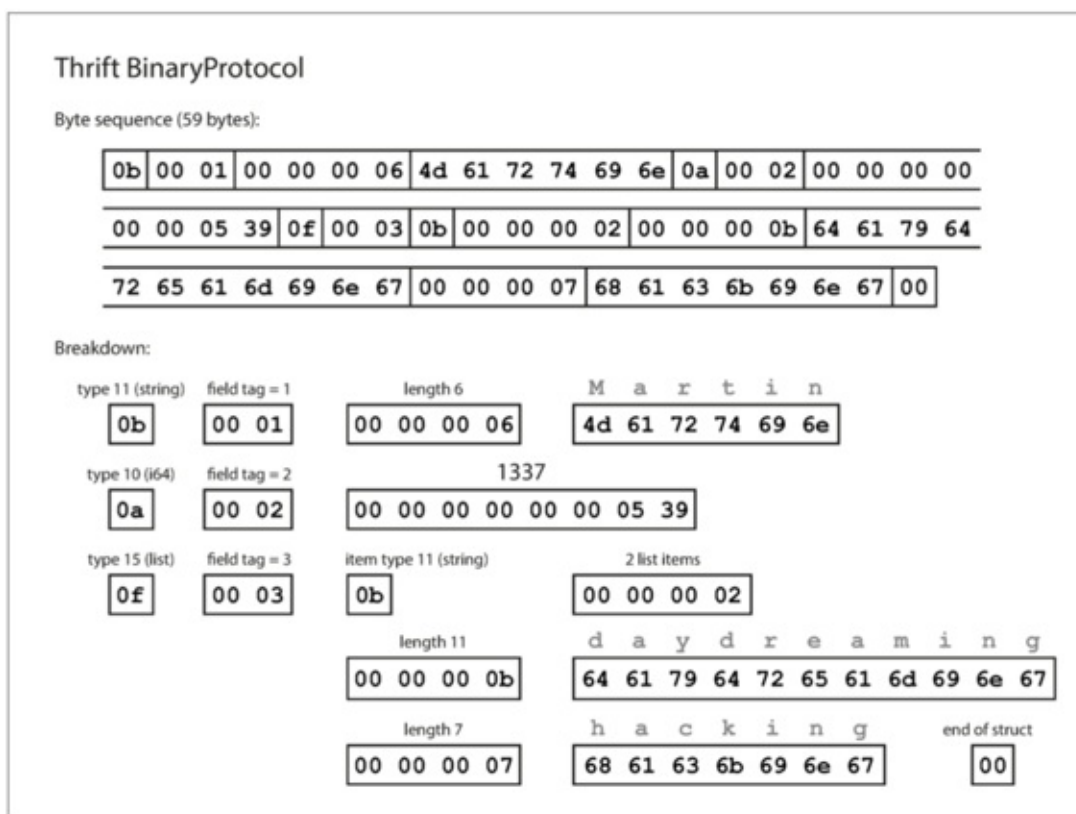 Thrift BinaryProtocol
Byte sequence (59 bytes):
0b 00 01 00 00 00 06 4d 61 72 74 69 6e 0a 00 02 00 00 00 00
00 00 05 39 0f 00 03 0b 00 00 00 02 00 00 00 0b 64 61 79 64
72 65 61 6d 69 6e 67 00 00 00 07 68 61 63 6b 69 6e 67 00
Breakdown:
type 11 (string) field tag = 1 length 6 M a r t i n
0b 00 01 00 00 00 06 4d 61 72 74 69 6e
type 10 (i64) field tag = 2 1337
0a 00 02 00 00 00 00 00 00 05 39
type 15 (list) field tag = 3 item type 11 (string) 2 list items
0f 00 03 0b 00 00 00 02
length 11 d a y d r e a m i n g
00 00 00 0b 64 61 79 64 72 65 61 6d 69 6e 67
length 7 h a c k i n g end of struct
00 00 00 07 68 61 63 6b 69 6e 67 00